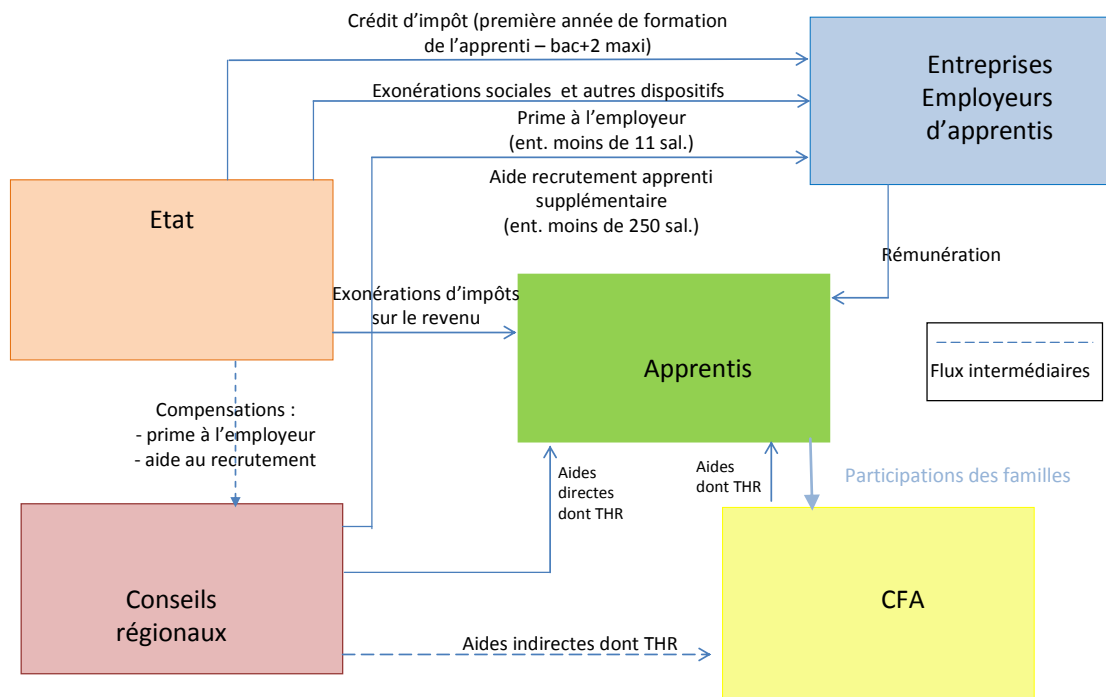 Crédit d’impôt (première année de formation
de l’apprenti – bac+2 maxi)
Entreprises
Employeurs
d’apprentis
Exonérations sociales et autres dispositifs
Prime à l’employeur
(ent. moins de 11 sal.)
Aide recrutement apprenti
supplémentaire
(ent. moins de 250 sal.)
Etat
Rémunération
Exonérations d’impôts
sur le revenu
Apprentis
Flux intermédiaires
Compensations :
- prime à l’employeur
- aide au recrutement
Aides
directes
dont THR
Aides
dont THR
Participations des familles
Conseils
régionaux
CFA
Aides indirectes dont THR